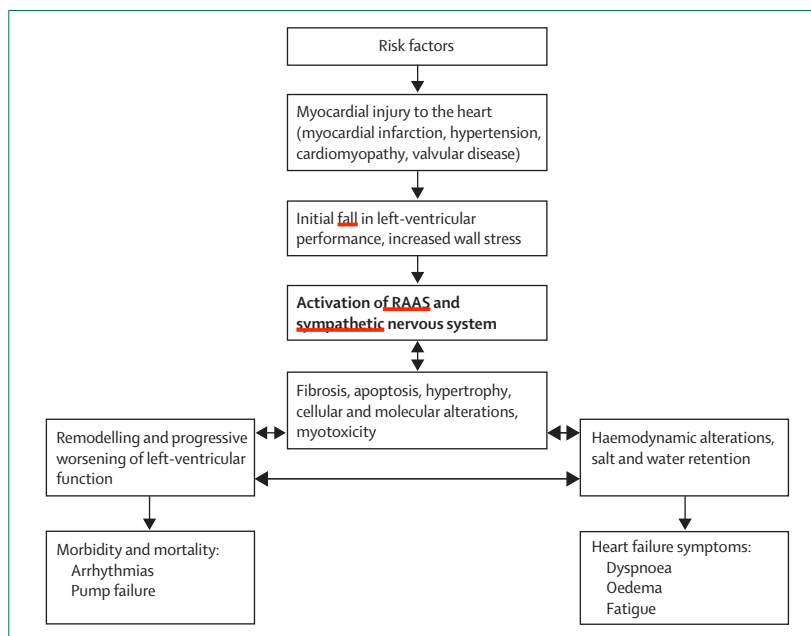 Risk factors
Myocardial injury to the heart
(myocardial infarction, hypertension,
cardiomyopathy, valvular disease)
Initial fall in left-ventricular
performance, increased wall stress
Activation of RAAS and
sympathetic nervous system
Fibrosis, apoptosis, hypertrophy,
cellular and molecular alterations,
myotoxicity
Remodelling and progressive
worsening of left-ventricular
function
Haemodynamic alterations,
salt and water retention
Morbidity and mortality:
Arrhythmias
Pump failure
Heart failure symptoms:
Dyspnoea
Oedema
Fatigue